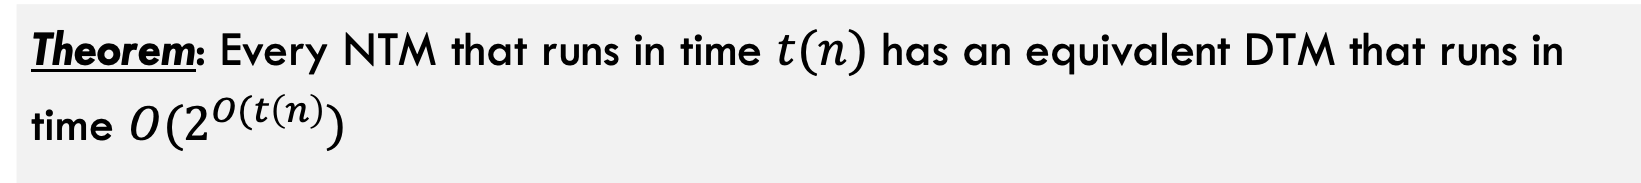 Theorem: Every NTM that runs in time 𝑡(𝑛) has an equivalent DTM that runs in
time 𝑂(2^{𝑂(𝑡(𝑛)})